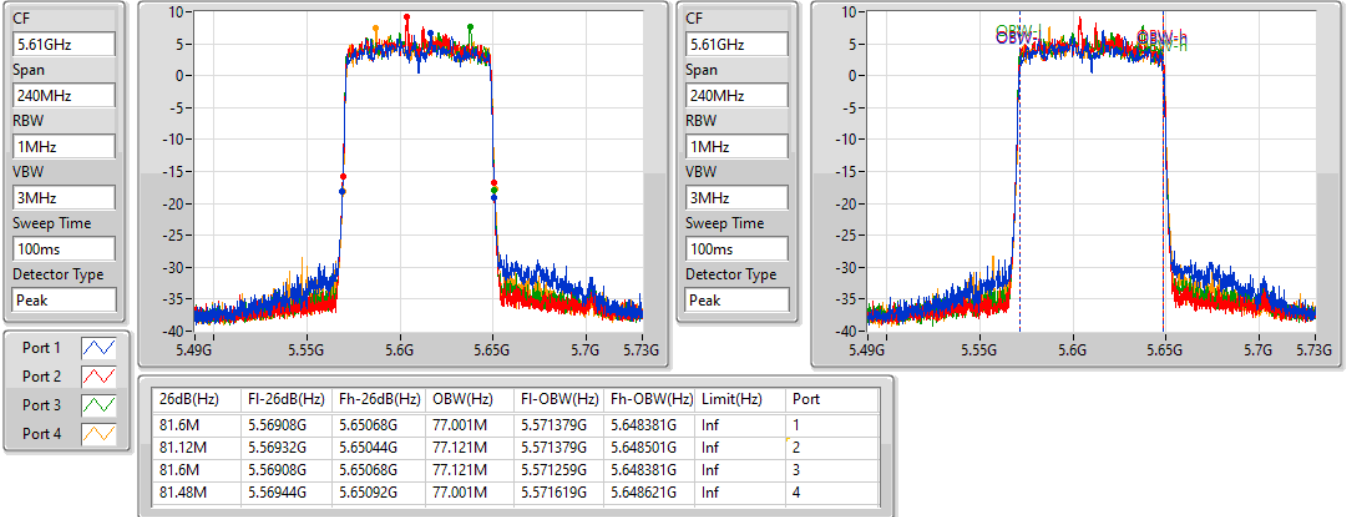 CF
5.61GHz
Span
240MHz
RBW
1MHz
VBW
3MHz
Sweep Time
100ms
Detector Type
Peak
10
5
0
-5
-10
-15
-20
-25
-30
-35
-40
5.49G 5.55G 5.6G 5.65G 5.7G 5.73G
CF
5.61GHz
Span
240MHz
RBW
1MHz
VBW
3MHz
Sweep Time
100ms
Detector Type
Peak
10
5
0
-5
-10
-15
-20
-25
-30
-35
-40
OBW-l OBW-h
5.49G 5.55G 5.6G 5.65G 5.7G 5.73G
Port 1
Port 2
Port 3
Port 4
26dB(Hz) Fl-26dB(Hz) Fh-26dB(Hz) OBW(Hz) Fl-OBW(Hz) Fh-OBW(Hz) Limit(Hz) Port
81.6M 5.56908G 5.65068G 77.001M 5.571379G 5.648381G Inf 1
81.12M 5.56932G 5.65044G 77.121M 5.571379G 5.648501G Inf 2
81.6M 5.56908G 5.65068G 77.121M 5.571259G 5.648381G Inf 3
81.48M 5.56944G 5.65092G 77.001M 5.571619G 5.648621G Inf 4